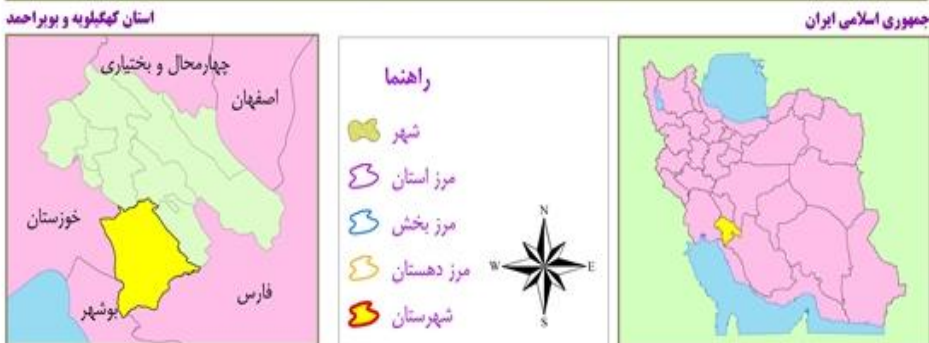 جمهوری اسلامی ایران
استان کهگیلویه و بویراحمد
راهنما
شهر
مرز استان
مرز بخش
مرز دهستان
شهرستان
N
W
E
S
چهارمحال و بختیاری
اصفهان
خوزستان
فارس
بوشهر